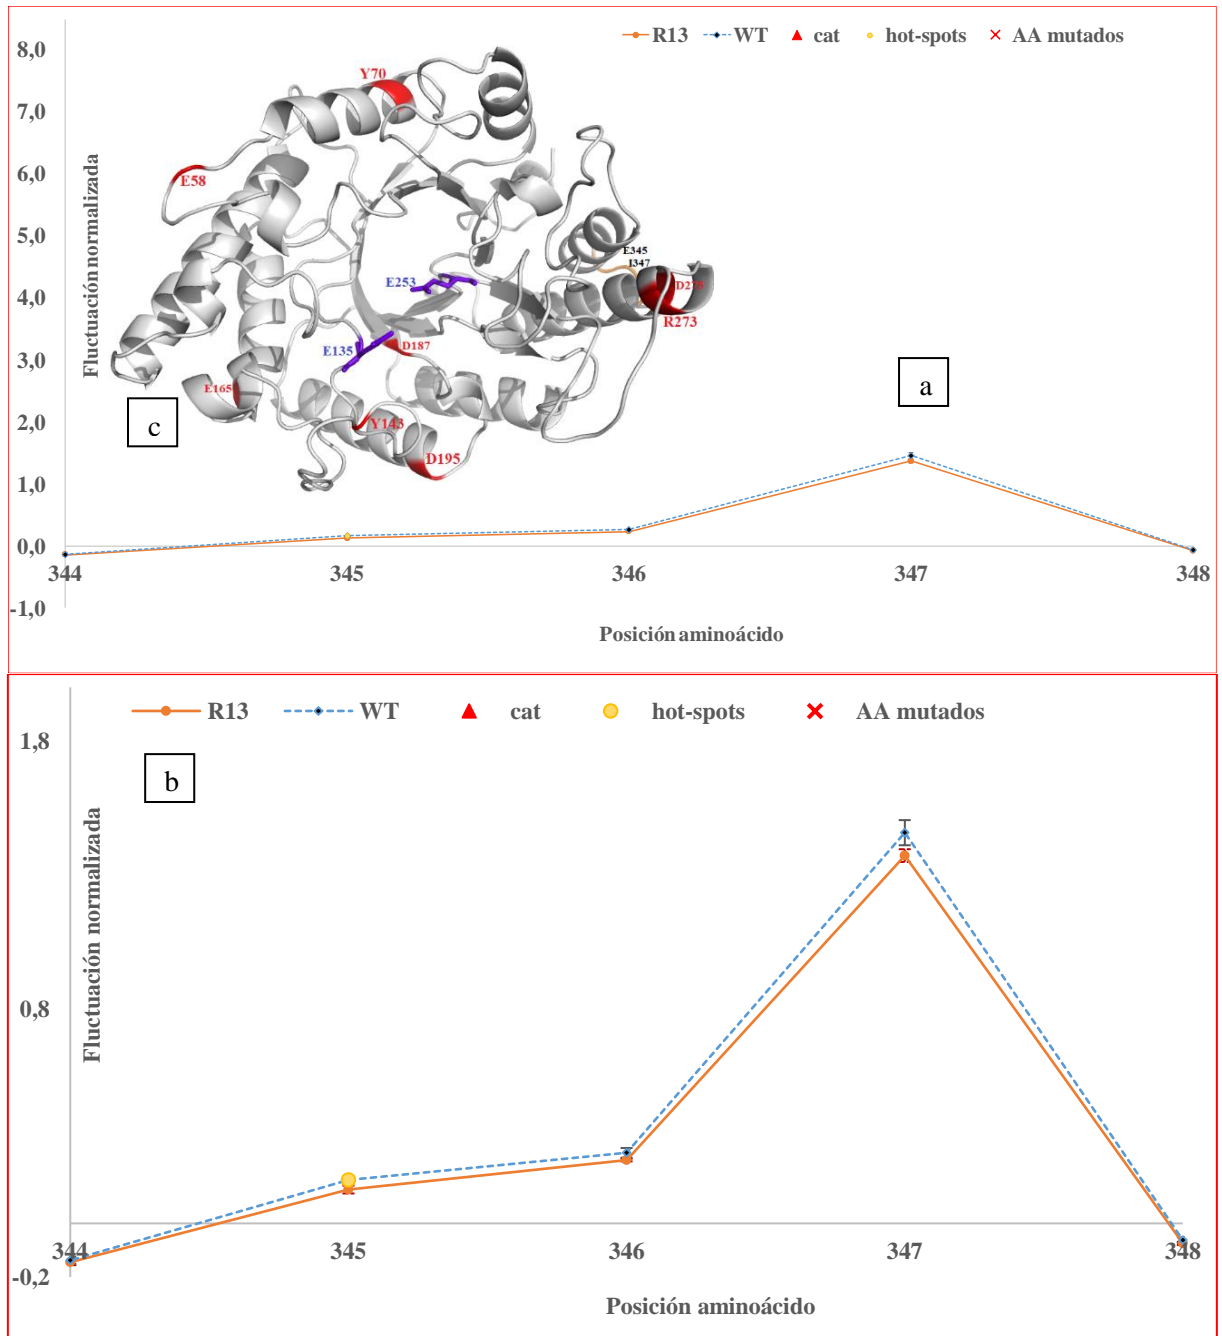 R13 WT cat hot-spots AA mutados
8,0
7,0
6,0
5,0
4,0
3,0
2,0
1,0
0,0
-1,0
Fluctuación normalizada
Y70
E58
E345
I347
E253
R273
E135
D187
E165
Y143
D195
c
a
344 345 346 347 348
Posición aminoácido
R13 WT cat hot-spots AA mutados
b
1,8
0,8
-0,2
Fluctuación normalizada
344 345 346 347 348
Posición aminoácido